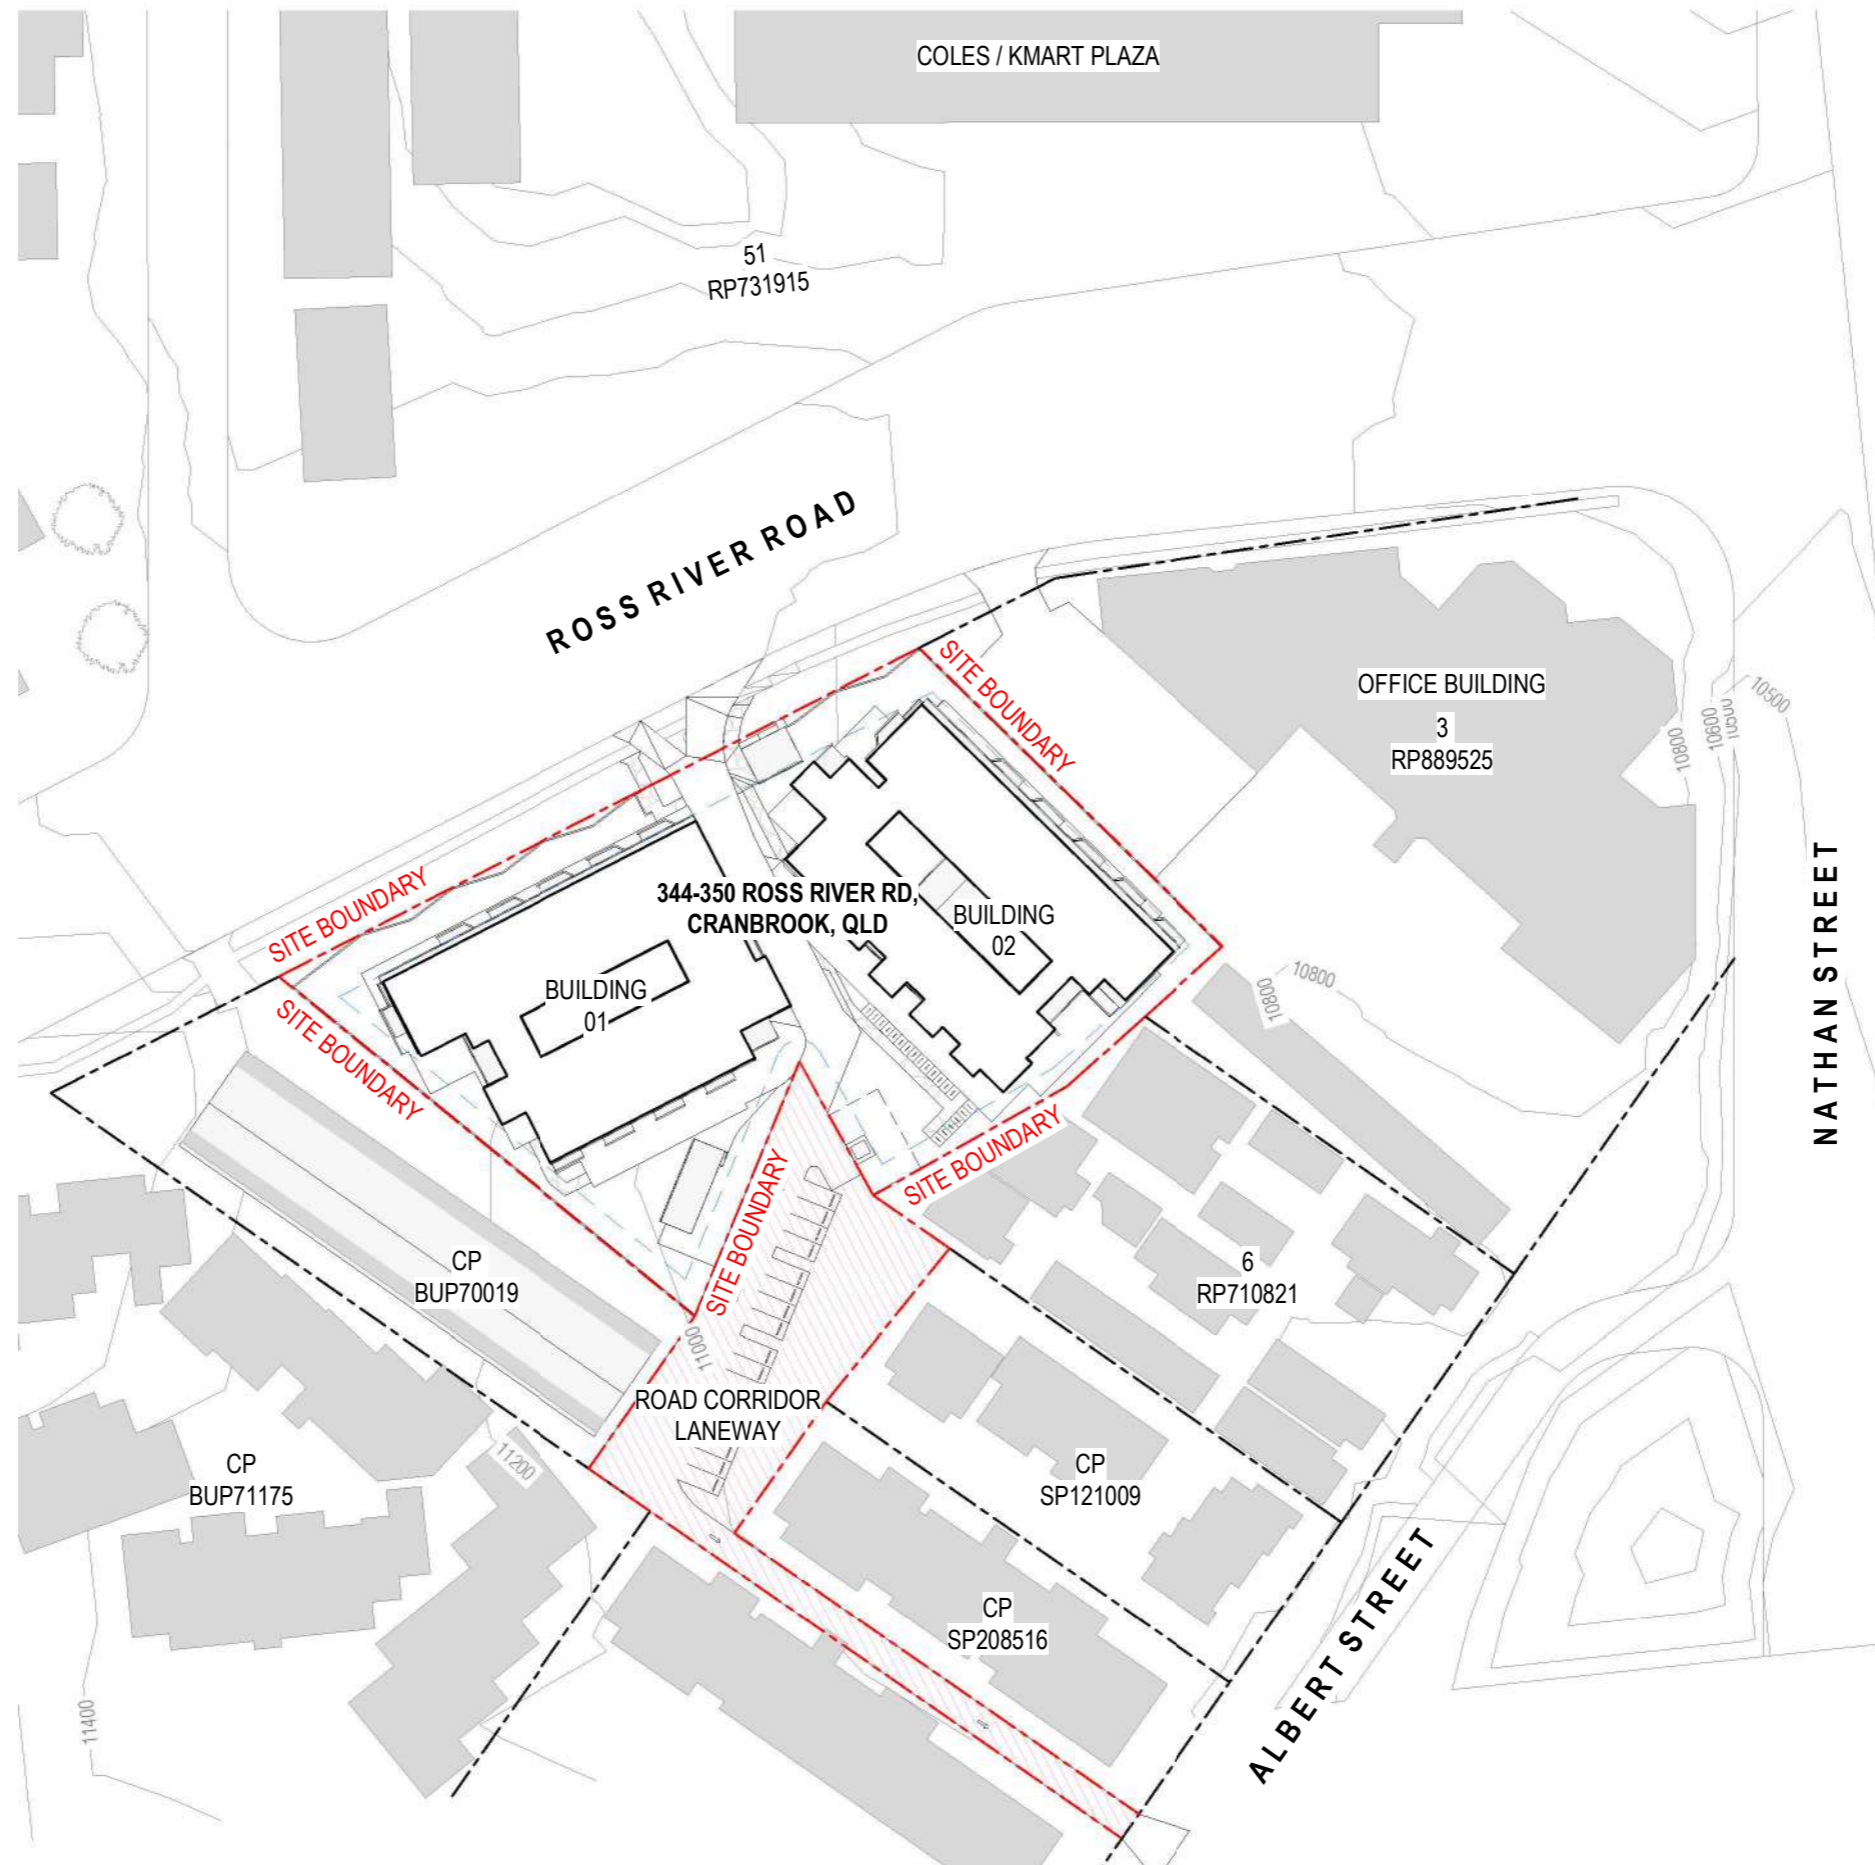 COLES / KMART PLAZA
51
RP731915
ROSS RIVER ROAD
SITE BOUNDARY
OFFICE BUILDING
3
RP889525
10500
10600
10800
SITE BOUNDARY
344-350 ROSS RIVER RD,
CRANBROOK, QLD
BUILDING
02
BUILDING
01
NATHAN STREET
10800
10800
SITE BOUNDARY
SITE BOUNDARY
SITE BOUNDARY
CP
BUP70019
6
RP710821
11000
ROAD CORRIDOR
LANEWAY
CP
BUP71175
11200
CP
SP121009
CP
SP208516
ALBERT STREET
11400